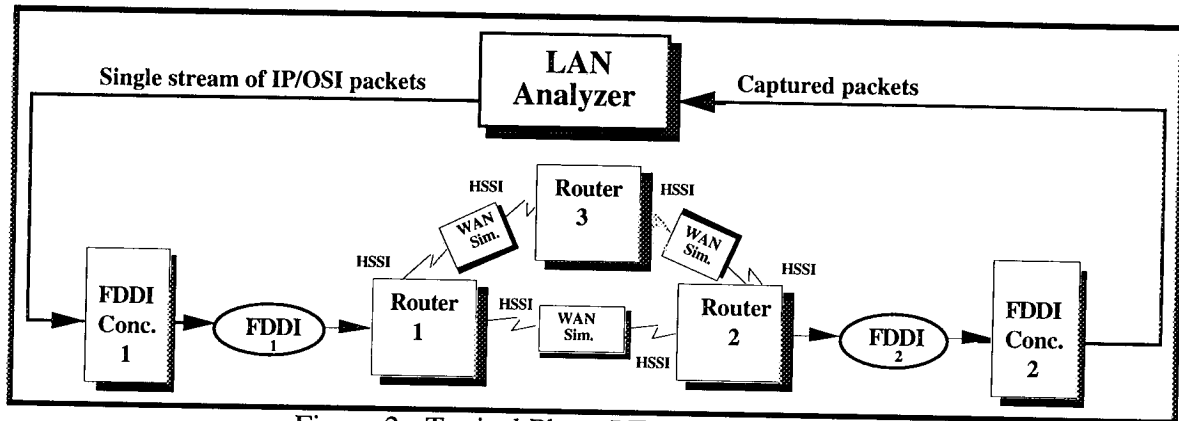 LAN
Analyzer
Single stream of IP/OSI packets
Captured packets
HSSI
Router
3
HSSI
WAN
Sim.
WAN
Sim.
HSSI
HSSI
FDDI
Conc.
1
FDDI
1
Router
1
HSSI
WAN
Sim.
HSSI
Router
2
FDDI
2
FDDI
Conc.
2